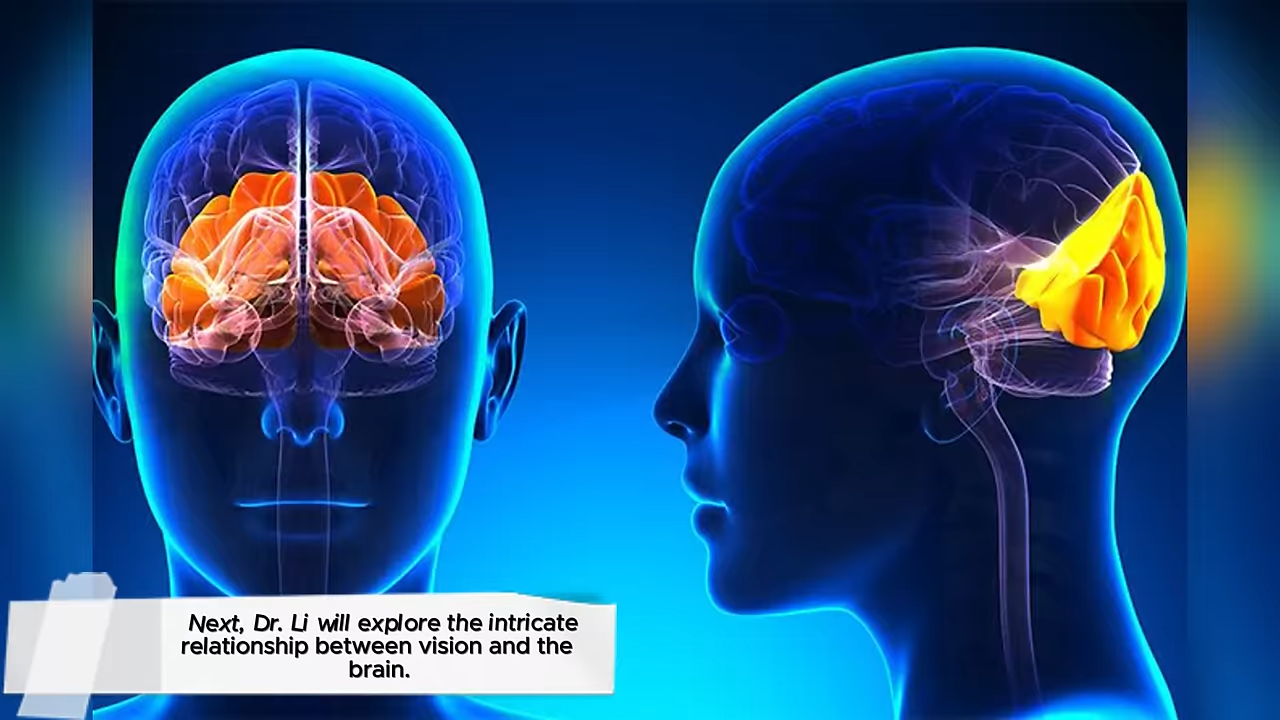 Next, Dr. Li will explore the intricate
relationship between vision and the
brain.